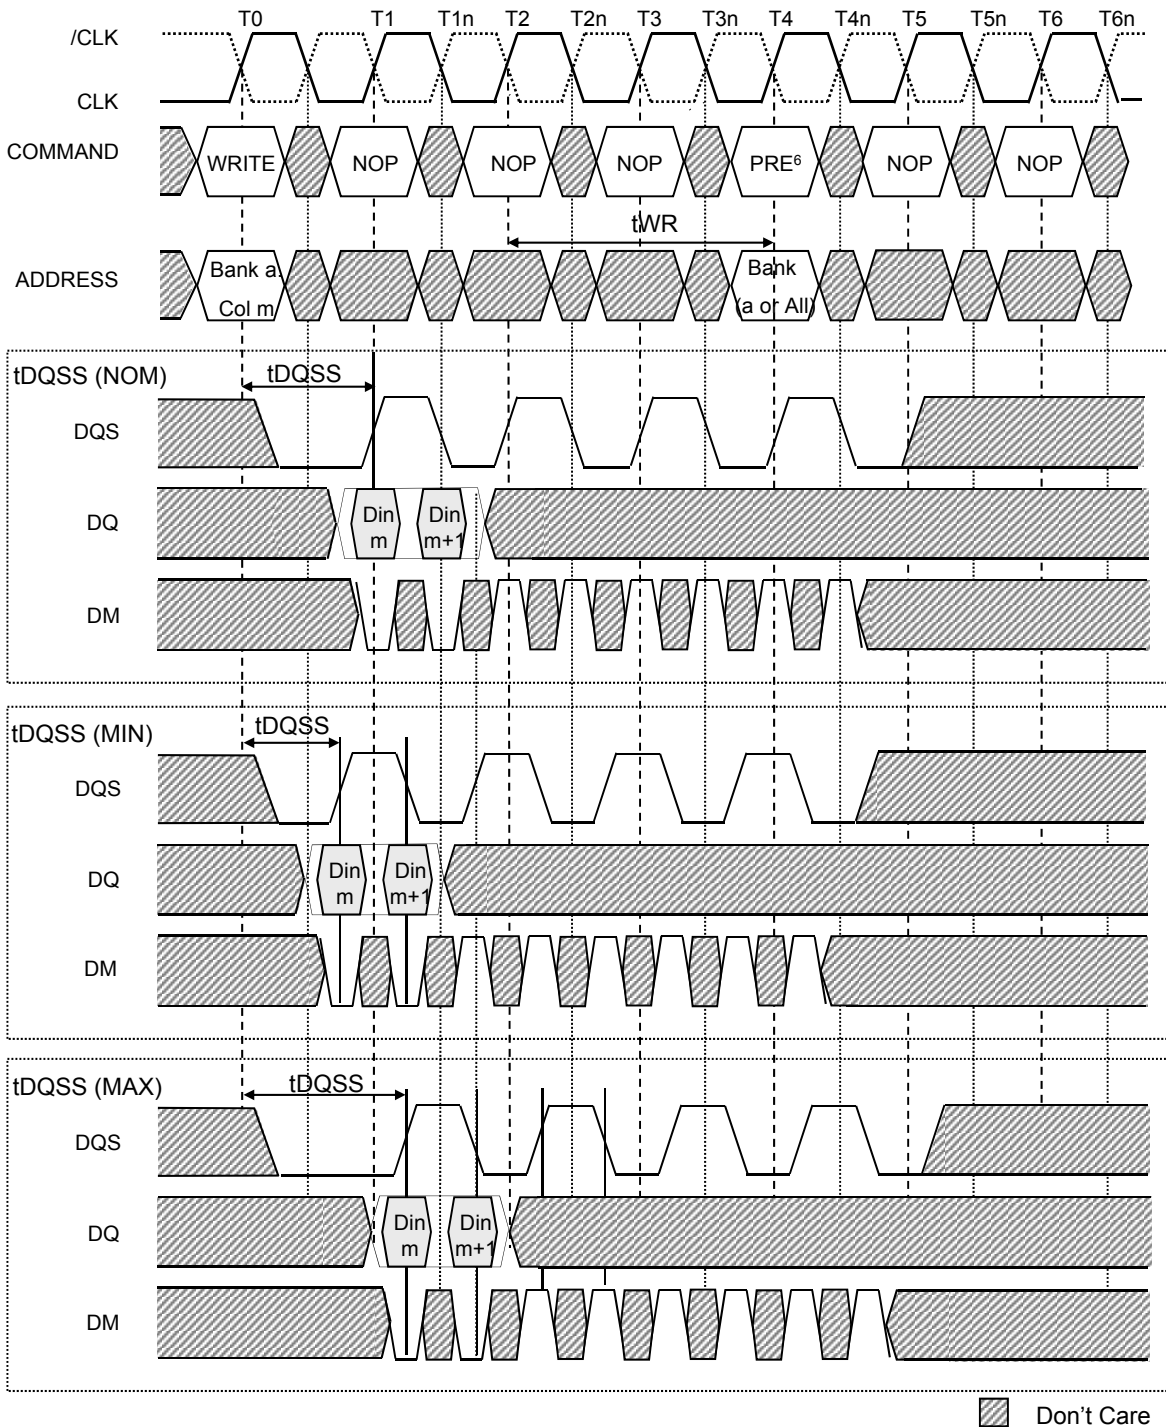 T0 T1 T1n T2 T2n T3 T3n T4 T4n T5 T5n T6 T6n
/CLK
CLK
COMMAND
WRITE NOP NOP NOP PRE⁶ NOP NOP
tWR
ADDRESS
Bank a.
Col m
Bank
(a or All)
tDQSS (NOM)
tDQSS
DQS
DQ
Din
m
Din
m+1
DM
tDQSS (MIN)
tDQSS
DQS
DQ
Din
m
Din
m+1
DM
tDQSS (MAX)
tDQSS
DQS
DQ
Din
m
Din
m+1
DM
Don't Care